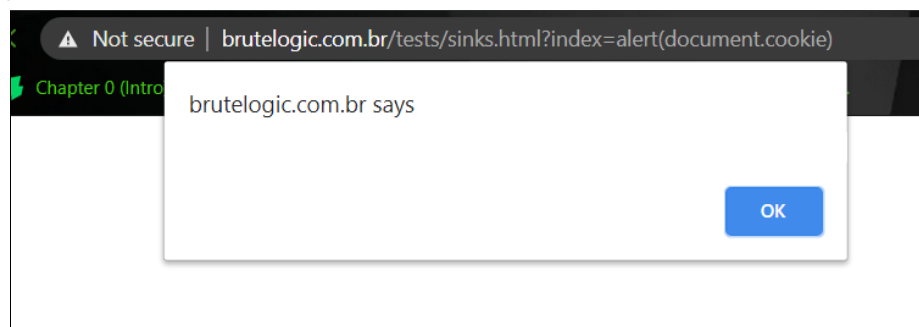 Not secure | brutelogic.com.br/tests/sinks.html?index=alert(document.cookie)
Chapter 0 (Intro
brutelogic.com.br says
OK